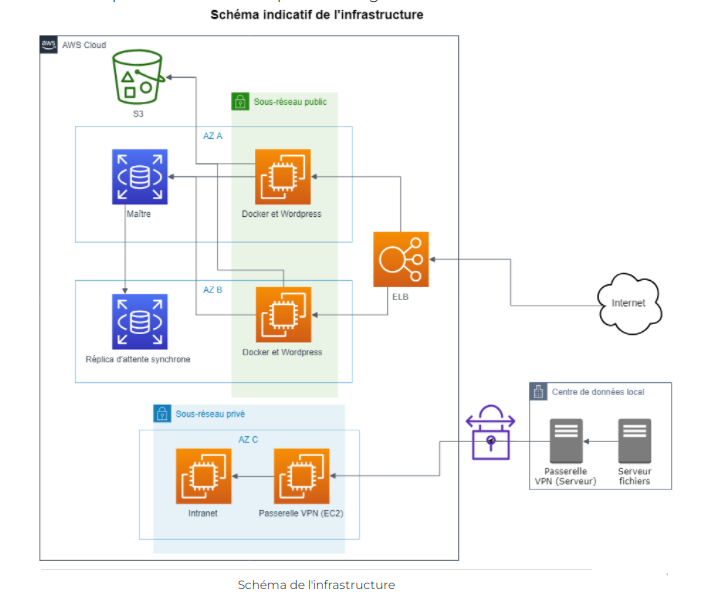 Schéma indicatif de l'infrastructure
aws
AWS Cloud
S3
Sous-réseau public
AZ A
Maître
Docker et Wordpress
ELB
Internet
AZ B
Réplica d'attente synchrone
Docker et Wordpress
Sous-réseau privé
AZ C
Intranet
Passerelle VPN (EC2)
Centre de données local
Passerelle
VPN (Serveur)
Serveur
fichiers
Schéma de l'infrastructure